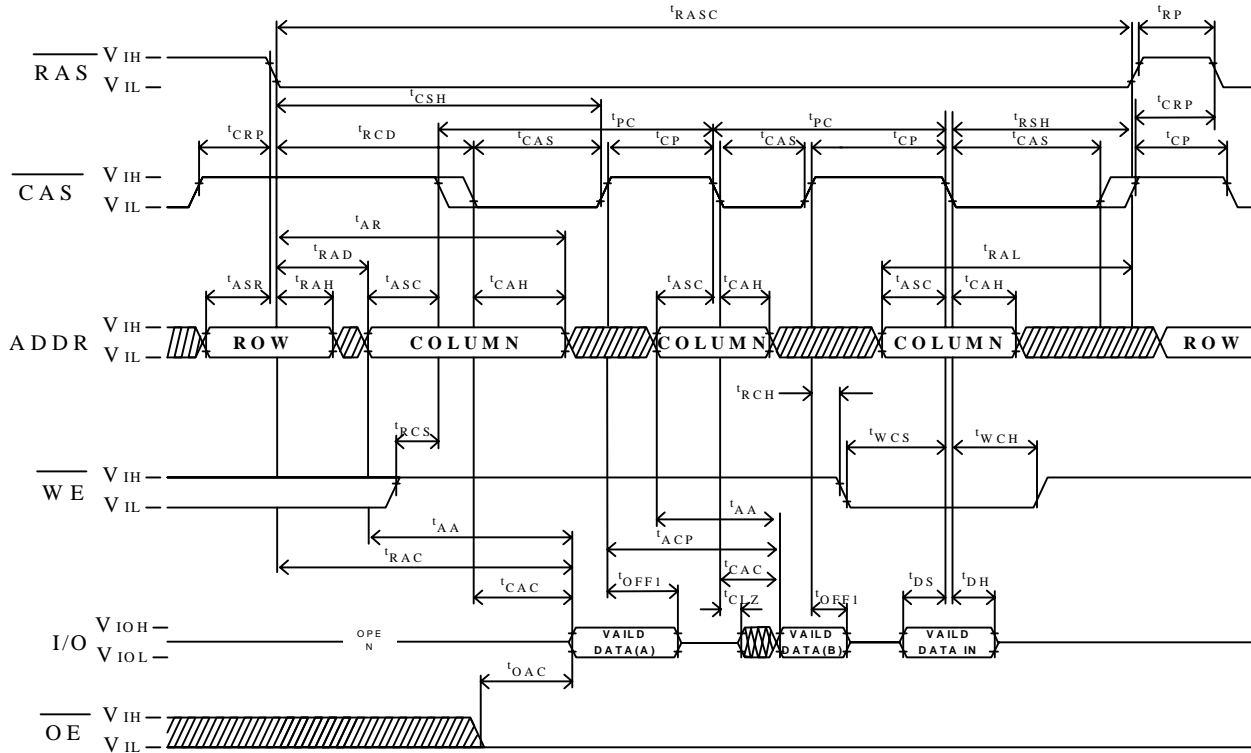 tRASC tRP
RAS VIH
VIL
tCSH tCRP
tCRP tRCD tCAS tPC tCP tCAS tPC tCP tRSH tCAS tCP
CAS VIH
VIL
tAR
tRAD tRAL
tASR tRAH tASC tCAH tASC tCAH tASC tCAH
ADDR VIH
VIL
ROW COLUMN COLUMN COLUMN ROW
tRCH
tRCS tWCS tWCH
WE VIH
VIL
tAA tAA
tRAC tACP
tCAC tOFF1 tCAC tDS tDH
tCLZ tOFF1
I/O VIOH
VIOL
OPE
N
VAILD
DATA(A)
VAILD
DATA(B)
VAILD
DATA IN
tOAC
OE VIH
VIL